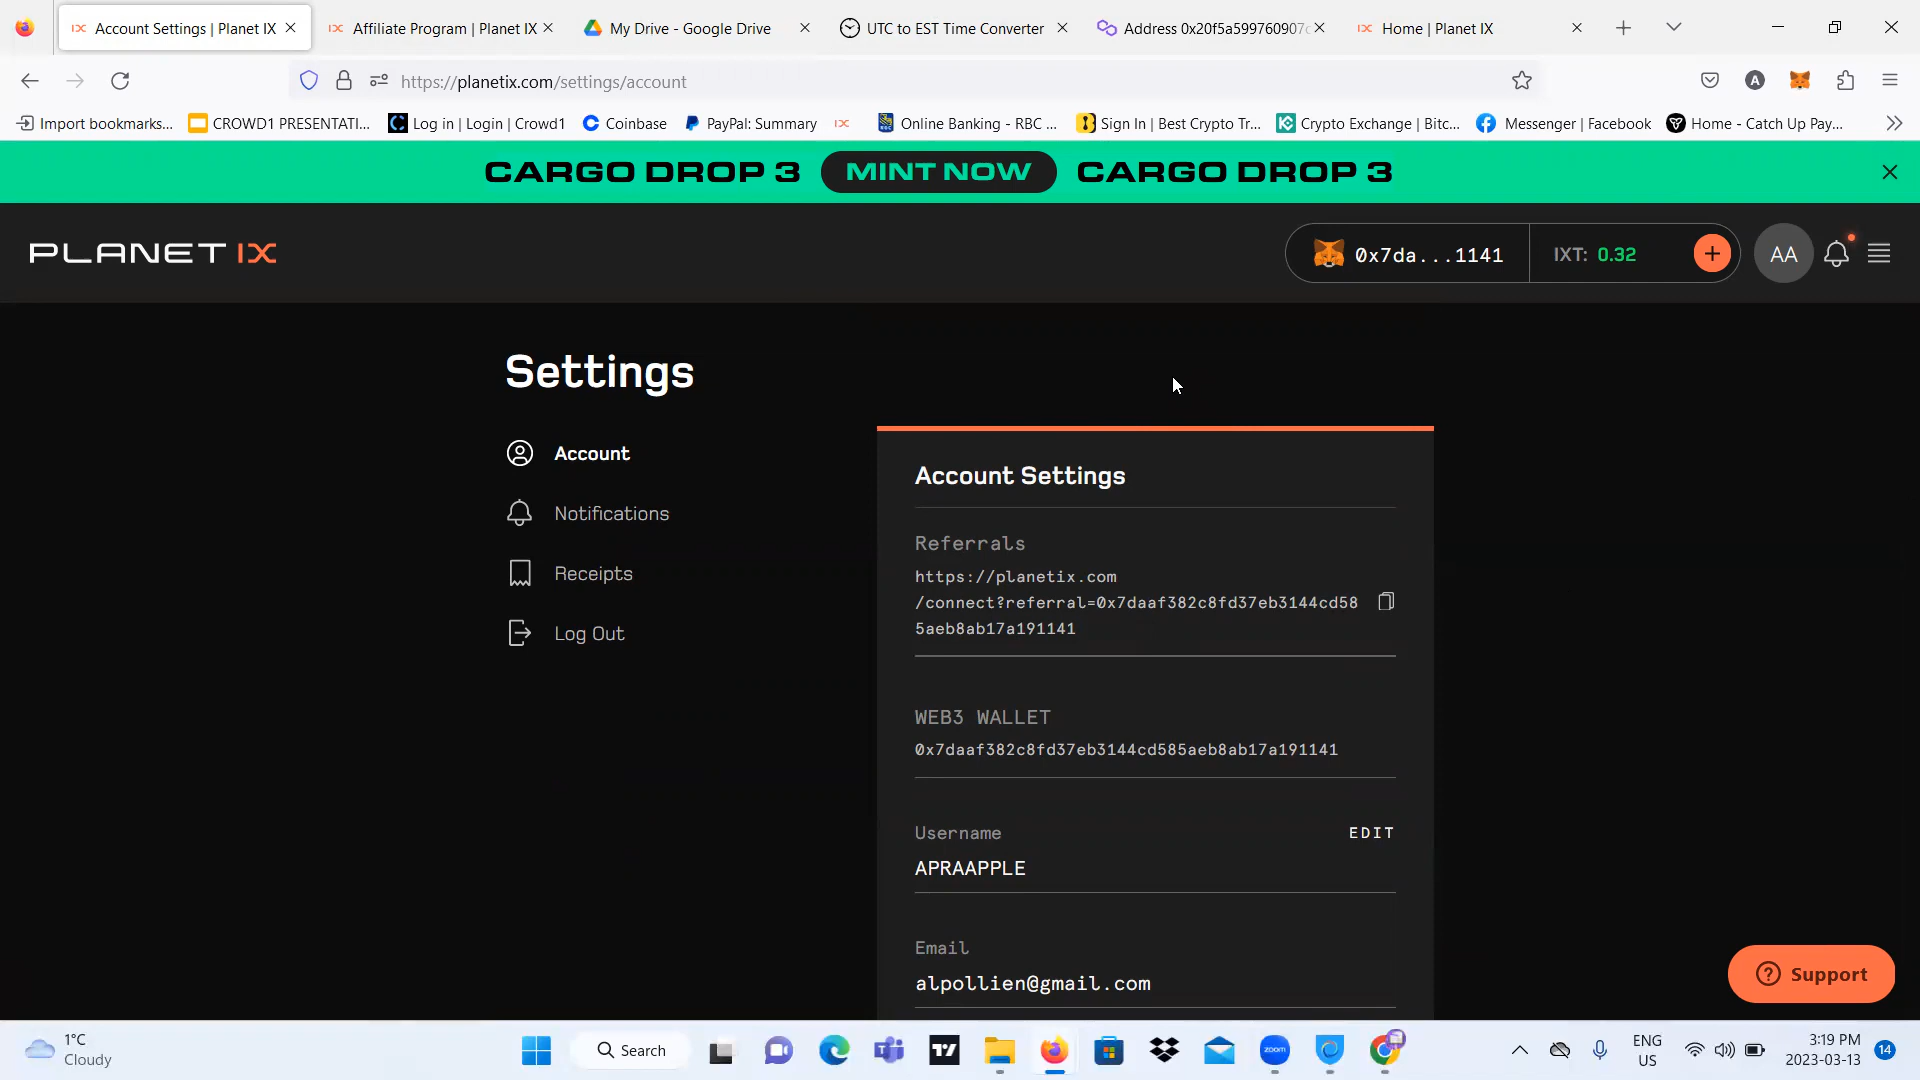 Account Settings | Planet IX
Affiliate Program | Planet IX
My Drive - Google Drive
UTC to EST Time Converter
Address 0x20f5a599760907c
Home | Planet IX
https://planetix.com/settings/account
A
Import bookmarks...
CROWD1 PRESENTATI...
Log in | Login | Crowd1
Coinbase
PayPal: Summary
Online Banking - RBC ...
Sign In | Best Crypto Tr...
Crypto Exchange | Bitc...
Messenger | Facebook
Home - Catch Up Pay...
CARGO DROP 3 MINT NOW CARGO DROP 3
PLANET IX
0x7da...1141
IXT: 0.32
AA
Settings
Account
Notifications
Receipts
Log Out
Account Settings
Referrals
https://planetix.com
/connect?referral=0x7daaf382c8fd37eb3144cd58
5aeb8ab17a191141
WEB3 WALLET
0x7daaf382c8fd37eb3144cd585aeb8ab17a191141
Username
EDIT
APRAAPPLE
Email
alpollien@gmail.com
Support
1°C
Cloudy
Search
zoom
ENG
US
3:19 PM
2023-03-13
14